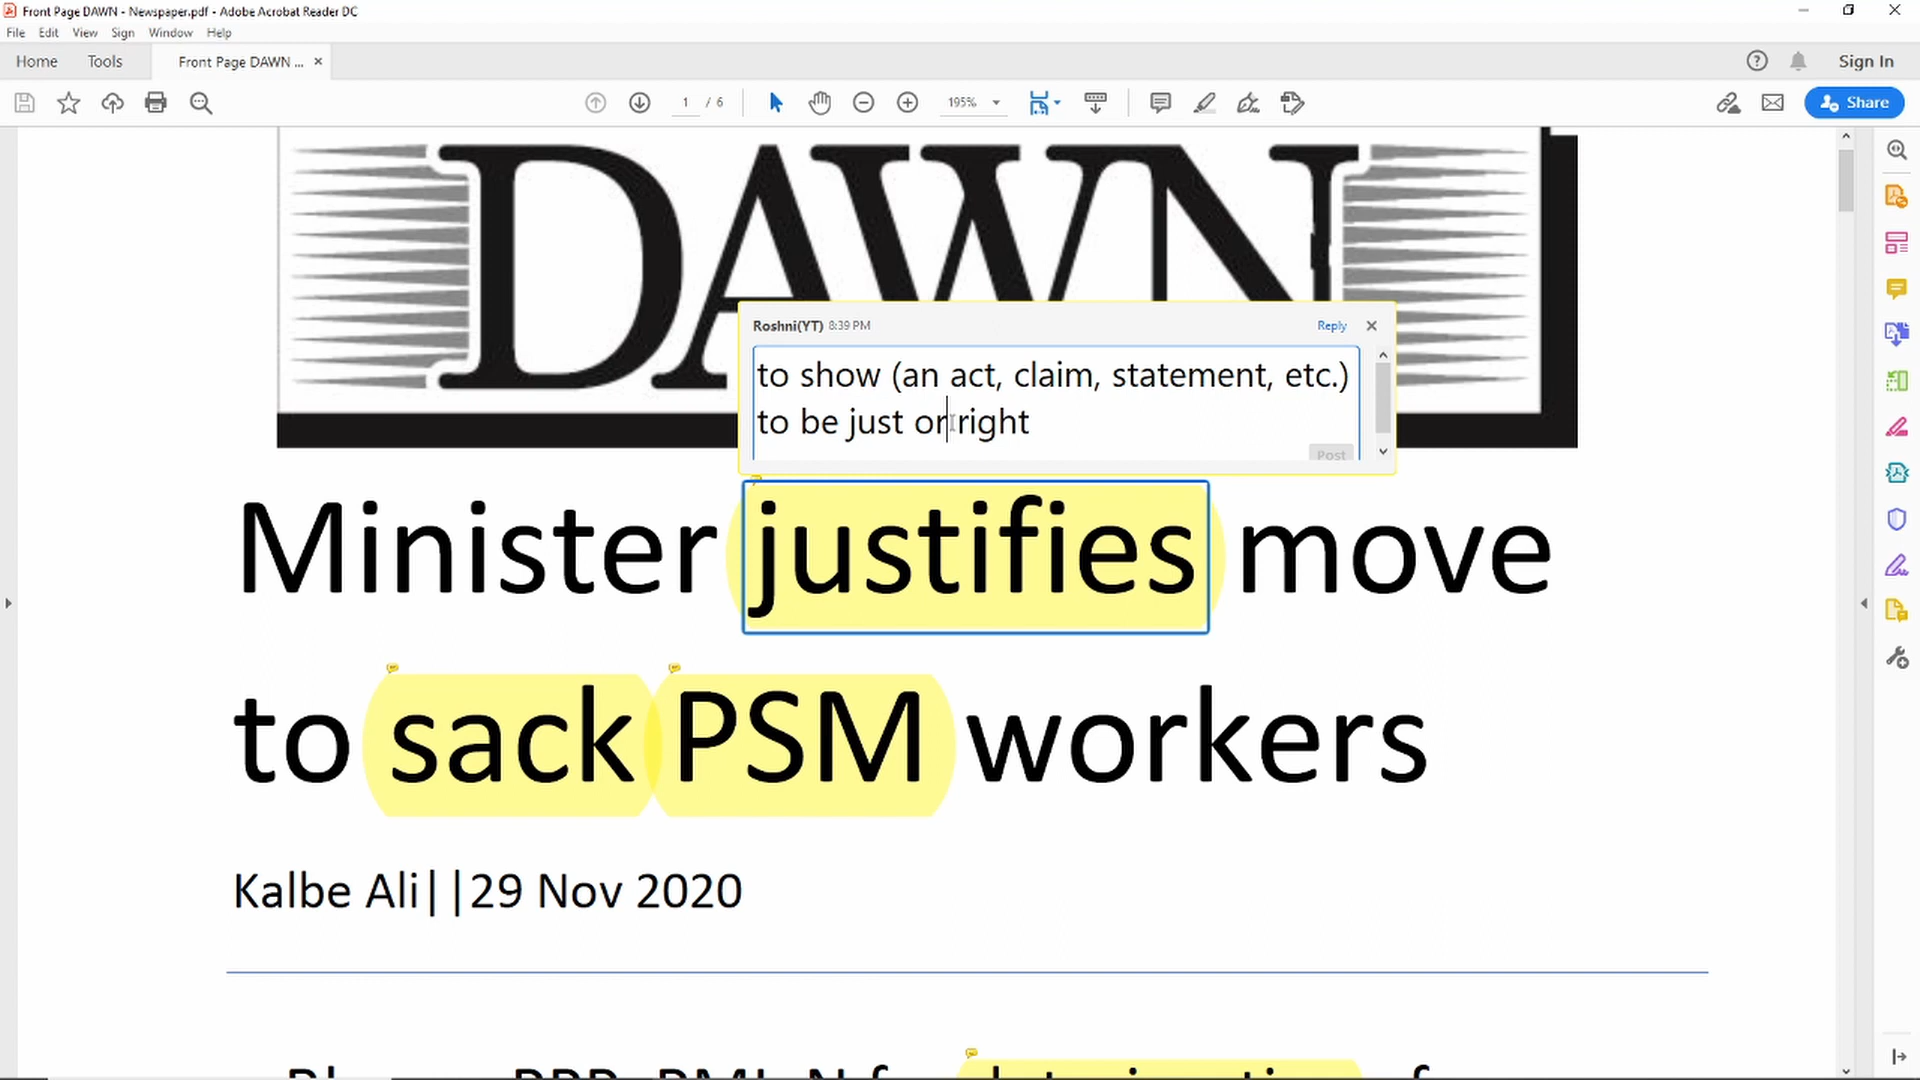 Front Page DAWN - Newspaper.pdf - Adobe Acrobat Reader DC
File Edit View Sign Window Help
Home Tools Front Page DAWN ... Sign In
1 / 6 195% Share
DAWN
Roshni(YT) 8:39 PM Reply
to show (an act, claim, statement, etc.)
to be just or right
Post
Minister justifies move
to sack PSM workers
Kalbe Ali||29 Nov 2020